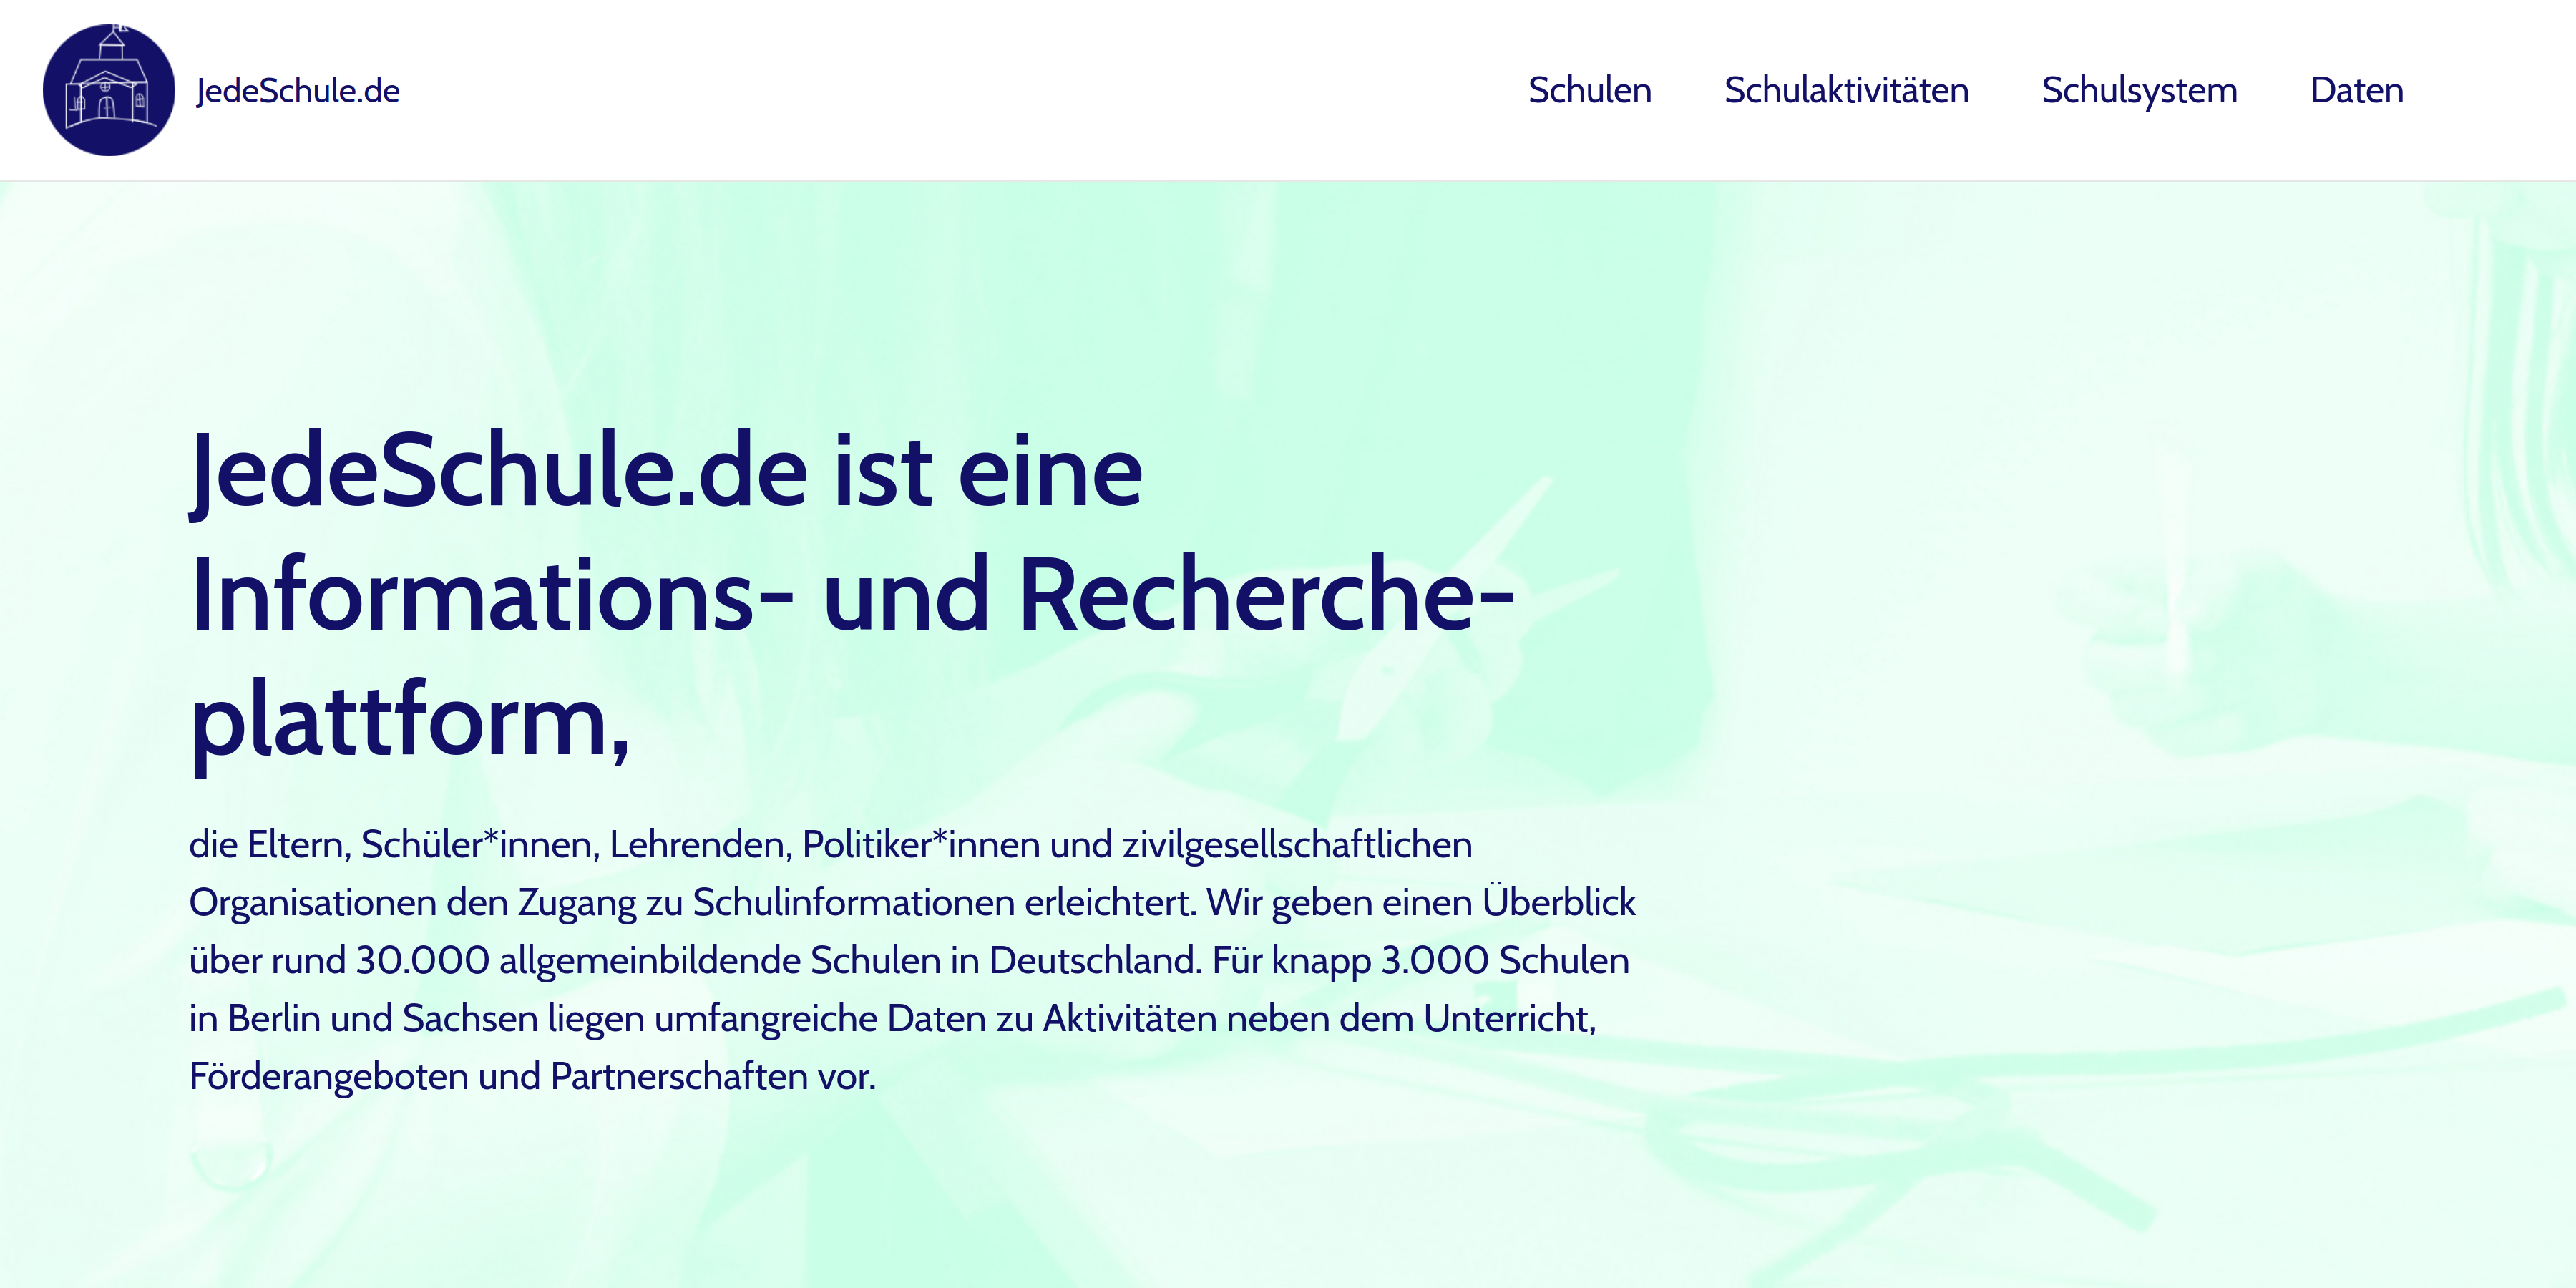 JedeSchule.de
Schulen
Schulaktivitäten
Schulsystem
Daten
JedeSchule.de ist eine
Informations- und Recherche-
plattform,
die Eltern, Schüler*innen, Lehrenden, Politiker*innen und zivilgesellschaftlichen
Organisationen den Zugang zu Schulinformationen erleichtert. Wir geben einen Überblick
über rund 30.000 allgemeinbildende Schulen in Deutschland. Für knapp 3.000 Schulen
in Berlin und Sachsen liegen umfangreiche Daten zu Aktivitäten neben dem Unterricht,
Förderangeboten und Partnerschaften vor.